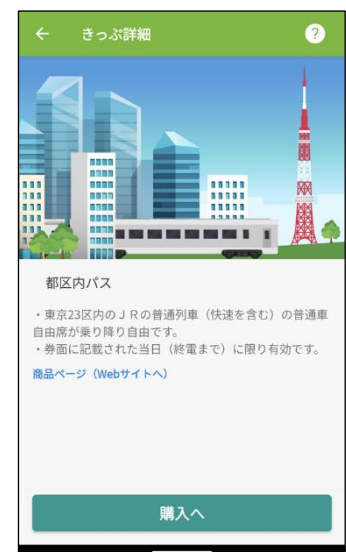 ← きっぷ詳細 ?
都区内パス
・東京23区内のＪＲの普通列車（快速を含む）の普通車
自由席が乗り降り自由です。
・券面に記載された当日（終電まで）に限り有効です。
商品ページ（Webサイトへ）
購入へ